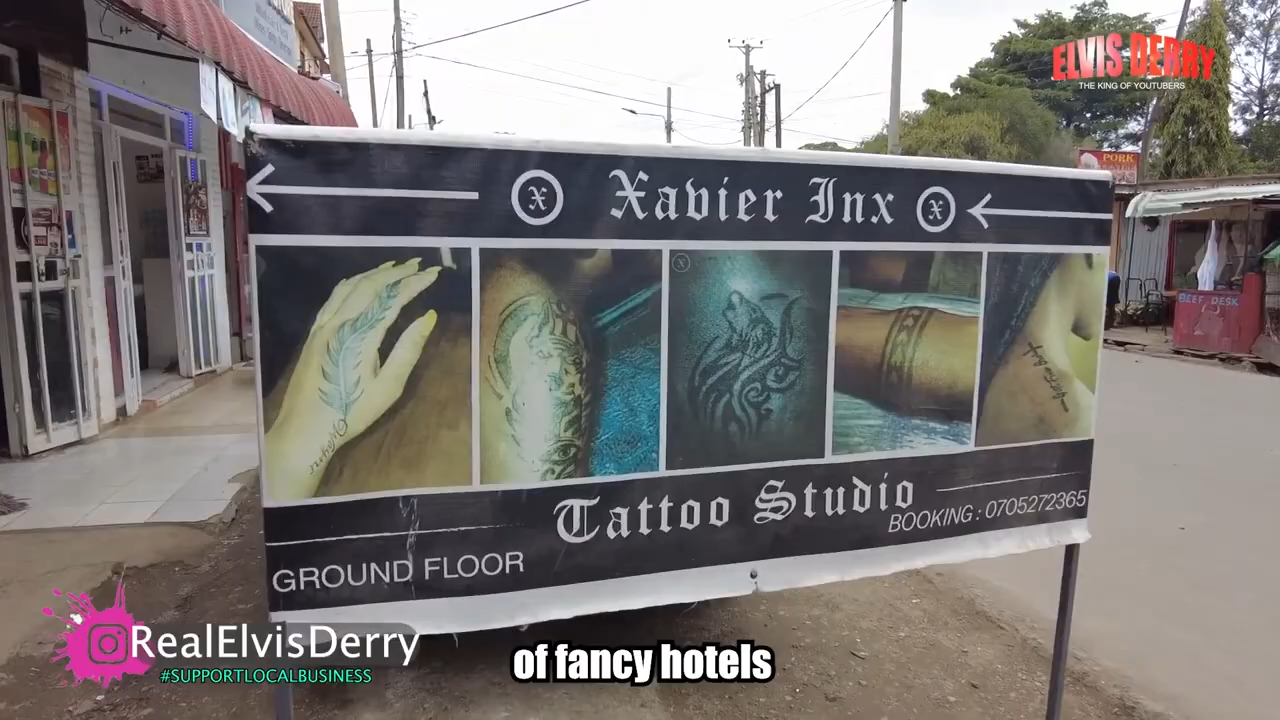 ELVIS DERRY
THE KING OF YOUTUBERS
PORK
X Xavier Inx X
BEEF DESK
X
Tattoo Studio
BOOKING : 0705272365
GROUND FLOOR
RealElvisDerry
#SUPPORTLOCALBUSINESS
of fancy hotels